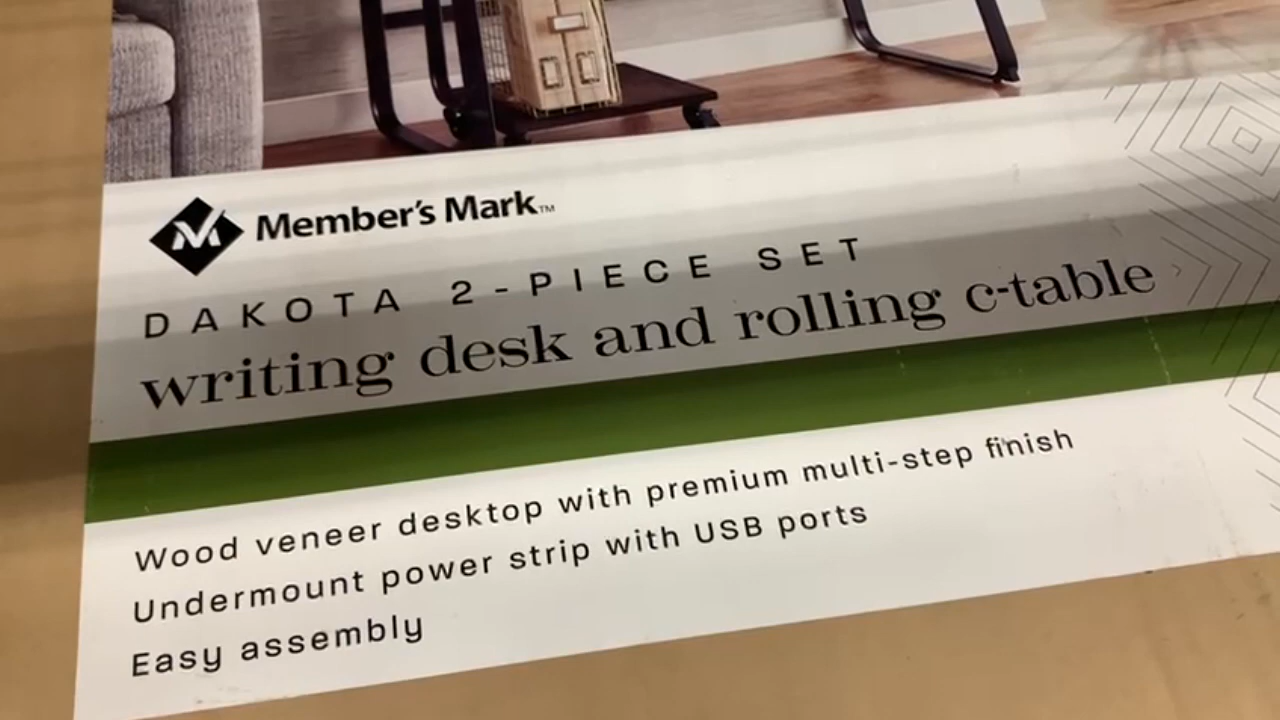 Member's Mark™
DAKOTA 2-PIECE SET
writing desk and rolling c-table
Wood veneer desktop with premium multi-step finish
Undermount power strip with USB ports
Easy assembly